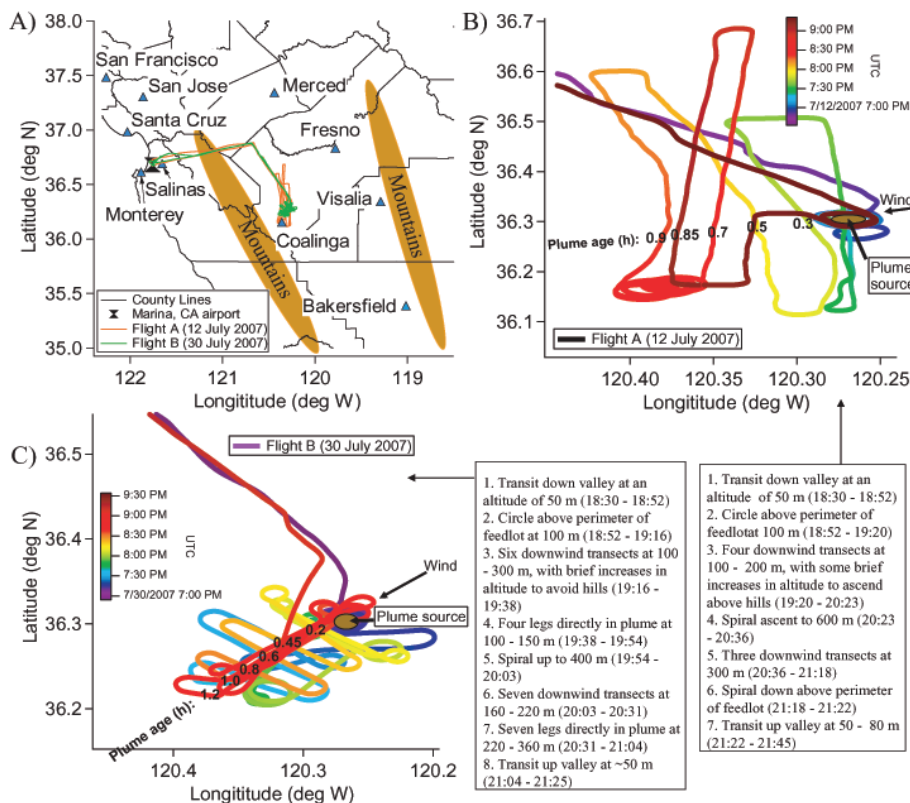 A)
38.0
37.5
37.0
36.5
36.0
35.5
35.0
Latitude (deg N)
San Francisco
San Jose
Merced
Santa Cruz
Fresno
Salinas
Monterey
Visalia
Coalinga
Mountains
Mountains
Bakersfield
County Lines
Marina, CA airport
Flight A (12 July 2007)
Flight B (30 July 2007)
122
121
120
119
Longititude (deg W)
B)
36.6
36.5
36.4
36.3
36.2
36.1
Latitude (deg N)
9:00 PM
8:30 PM
8:00 PM
7:30 PM
7/12/2007 7:00 PM
UTC
Wind
Plume age (h): 0.9 0.85 0.7 0.5 0.3
Plume
source
Flight A (12 July 2007)
120.40
120.35
120.30
120.25
Longititude (deg W)
C)
36.5
36.4
36.3
36.2
Latitude (deg N)
Flight B (30 July 2007)
9:30 PM
9:00 PM
8:30 PM
8:00 PM
7:30 PM
7/30/2007 7:00 PM
UTC
Wind
Plume source
Plume age (h): 1.2 1.0 0.8 0.6 0.45 0.2
120.4
120.3
120.2
Longititude (deg W)
1. Transit down valley at an
altitude of 50 m (18:30 - 18:52)
2. Circle above perimeter of
feedlot at 100 m (18:52 - 19:16)
3. Six downwind transects at 100
- 300 m, with brief increases in
altitude to avoid hills (19:16 -
19:38)
4. Four legs directly in plume at
100 - 150 m (19:38 - 19:54)
5. Spiral up to 400 m (19:54 -
20:03)
6. Seven downwind transects at
160 - 220 m (20:03 - 20:31)
7. Seven legs directly in plume at
220 - 360 m (20:31 - 21:04)
8. Transit up valley at ~50 m
(21:04 - 21:25)
1. Transit down valley at an
altitude of 50 m (18:30 - 18:52)
2. Circle above perimeter of
feedlotat 100 m (18:52 - 19:20)
3. Four downwind transects at
100 - 200 m, with some brief
increases in altitude to ascend
above hills (19:20 - 20:23)
4. Spiral ascent to 600 m (20:23
- 20:36)
5. Three downwind transects at
300 m (20:36 - 21:18)
6. Spiral down above perimeter
of feedlot (21:18 - 21:22)
7. Transit up valley at 50 - 80 m
(21:22 - 21:45)